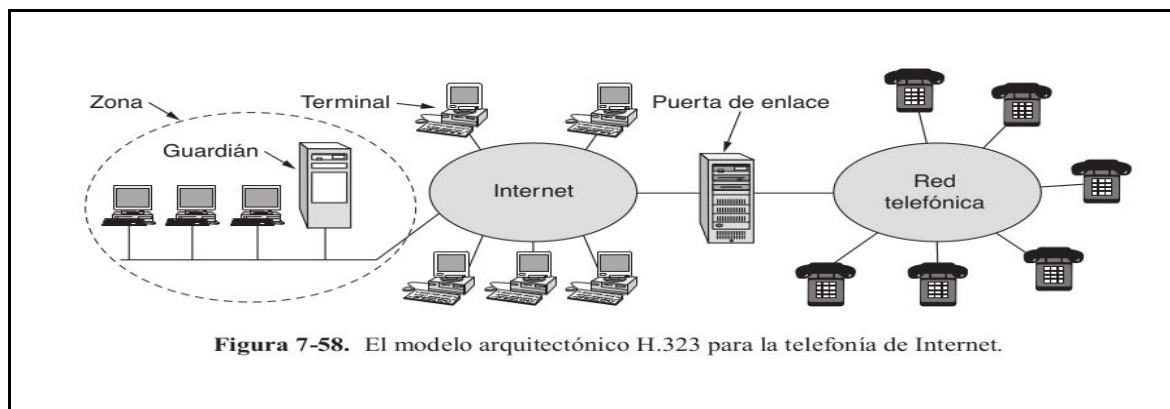 Zona
Terminal
Guardián
Internet
Puerta de enlace
Red
telefónica
Figura 7-58. El modelo arquitectónico H.323 para la telefonía de Internet.